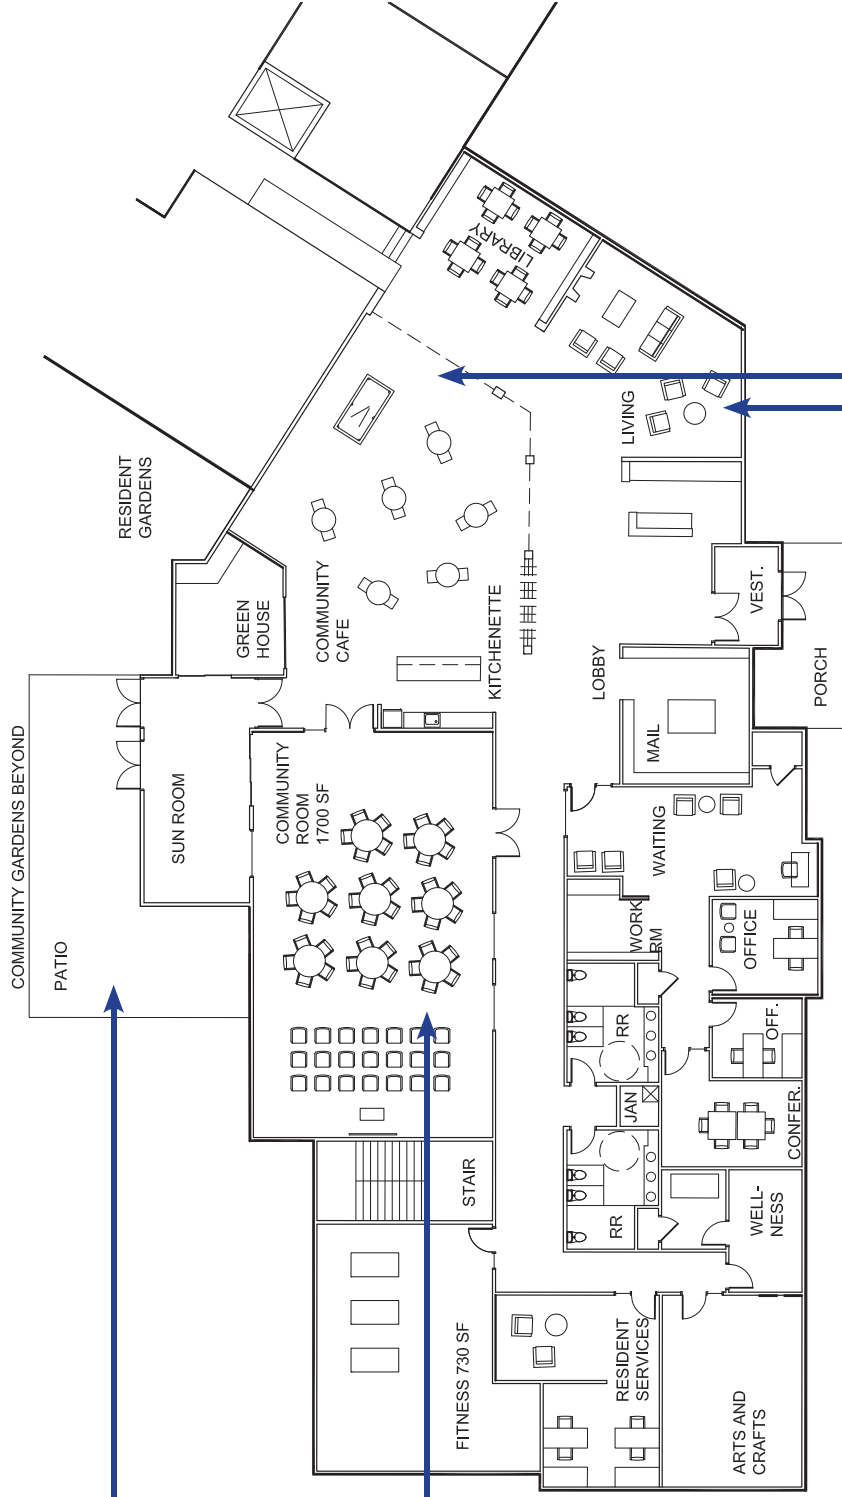 COMMUNITY GARDENS BEYOND
PATIO
SUN ROOM
RESIDENT
GARDENS
GREEN
HOUSE
COMMUNITY
CAFE
COMMUNITY
ROOM
1700 SF
KITCHENETTE
LIBRARY
LIVING
LOBBY
MAIL
VEST.
PORCH
WAITING
WORK
RM
OFFICE
OFF.
CONFER.
RR
JAN
RR
STAIR
WELL-
NESS
FITNESS 730 SF
RESIDENT
SERVICES
ARTS AND
CRAFTS